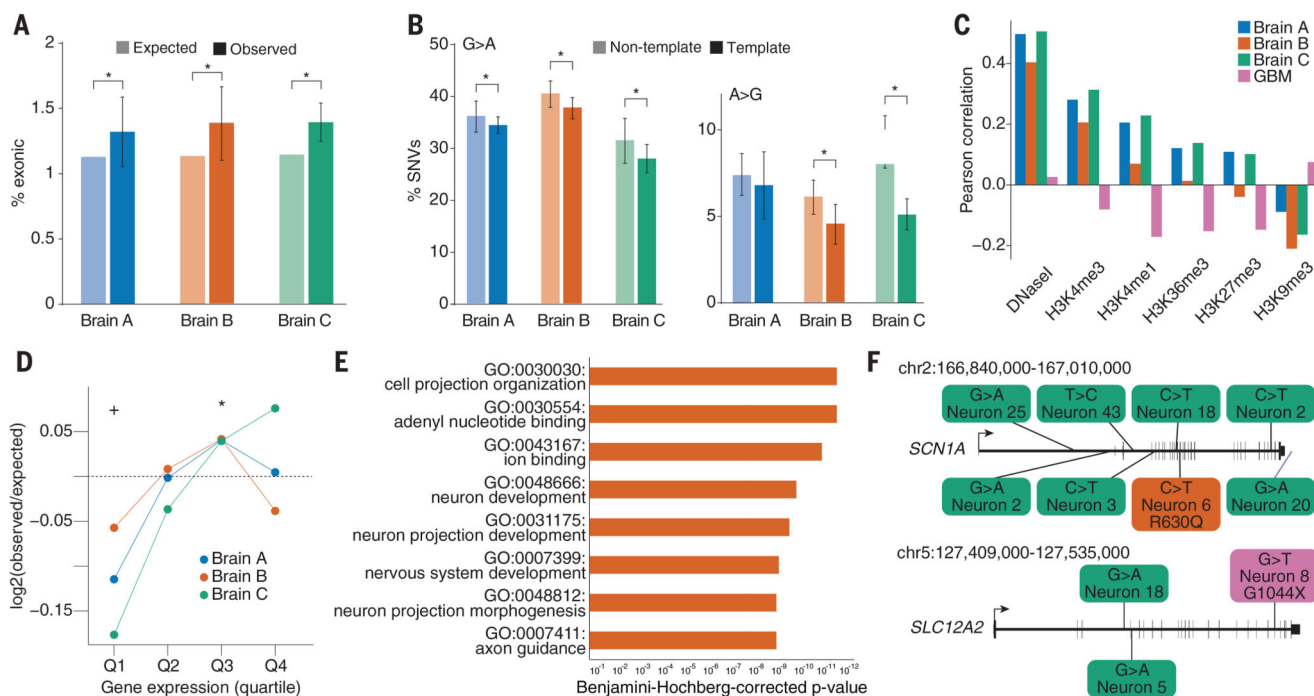 A
Expected
Observed
% exonic
2
1.5
1
0.5
0
*
*
*
Brain A
Brain B
Brain C
B
G>A
Non-template
Template
% SNVs
50
40
30
20
10
0
*
*
*
Brain A
Brain B
Brain C
A>G
10
5
0
*
*
Brain A
Brain B
Brain C
C
Brain A
Brain B
Brain C
GBM
Pearson correlation
0.4
0.2
0.0
−0.2
DNaseI
H3K4me3
H3K4me1
H3K36me3
H3K27me3
H3K9me3
D
+
*
log2(observed/expected)
0.05
−0.05
−0.15
Brain A
Brain B
Brain C
Q1
Q2
Q3
Q4
Gene expression (quartile)
E
GO:0030030:
cell projection organization
GO:0030554:
adenyl nucleotide binding
GO:0043167:
ion binding
GO:0048666:
neuron development
GO:0031175:
neuron projection development
GO:0007399:
nervous system development
GO:0048812:
neuron projection morphogenesis
GO:0007411:
axon guidance
10⁻¹ 10⁻² 10⁻³ 10⁻⁴ 10⁻⁵ 10⁻⁶ 10⁻⁷ 10⁻⁸ 10⁻⁹ 10⁻¹⁰ 10⁻¹¹ 10⁻¹²
Benjamini-Hochberg-corrected p-value
F
chr2:166,840,000-167,010,000
G>A
Neuron 25
T>C
Neuron 43
C>T
Neuron 18
C>T
Neuron 2
SCN1A
G>A
Neuron 2
C>T
Neuron 3
C>T
Neuron 6
R630Q
G>A
Neuron 20
chr5:127,409,000-127,535,000
G>A
Neuron 18
G>T
Neuron 8
G1044X
SLC12A2
G>A
Neuron 5